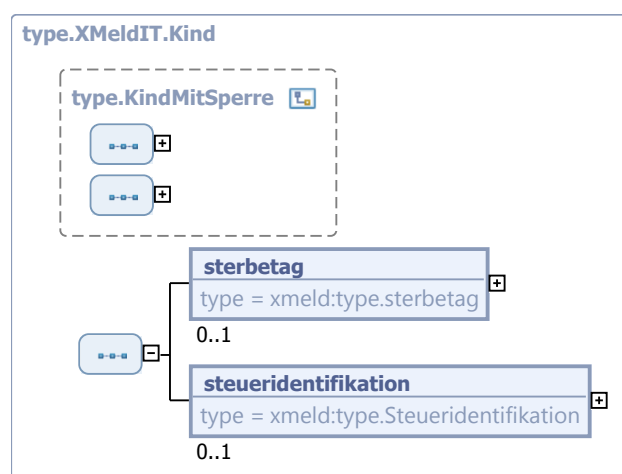 type.XMeldIT.Kind
type.KindMitSperre
sterbetag
type = xmeld:type.sterbetag
0..1
steueridentifikation
type = xmeld:type.Steueridentifikation
0..1